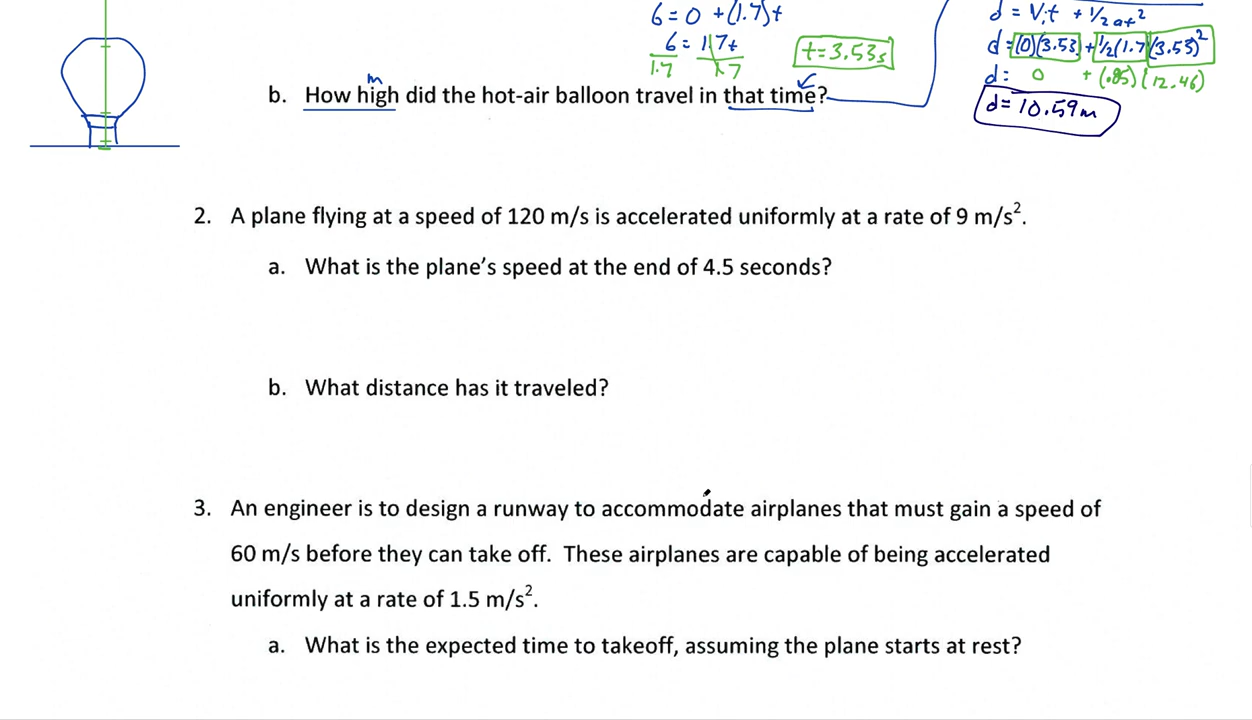 6 = 0 + (1.7)t
6 = 1.7t
1.7 1.7
t = 3.53s
d = Vit + 1/2 at²
d = (0)(3.53) + 1/2(1.7)(3.53)²
d = 0 + (.85)(12.46)
d = 10.59m
m
b. How high did the hot-air balloon travel in that time?
2. A plane flying at a speed of 120 m/s is accelerated uniformly at a rate of 9 m/s².
a. What is the plane's speed at the end of 4.5 seconds?
b. What distance has it traveled?
3. An engineer is to design a runway to accommodate airplanes that must gain a speed of
60 m/s before they can take off. These airplanes are capable of being accelerated
uniformly at a rate of 1.5 m/s².
a. What is the expected time to takeoff, assuming the plane starts at rest?